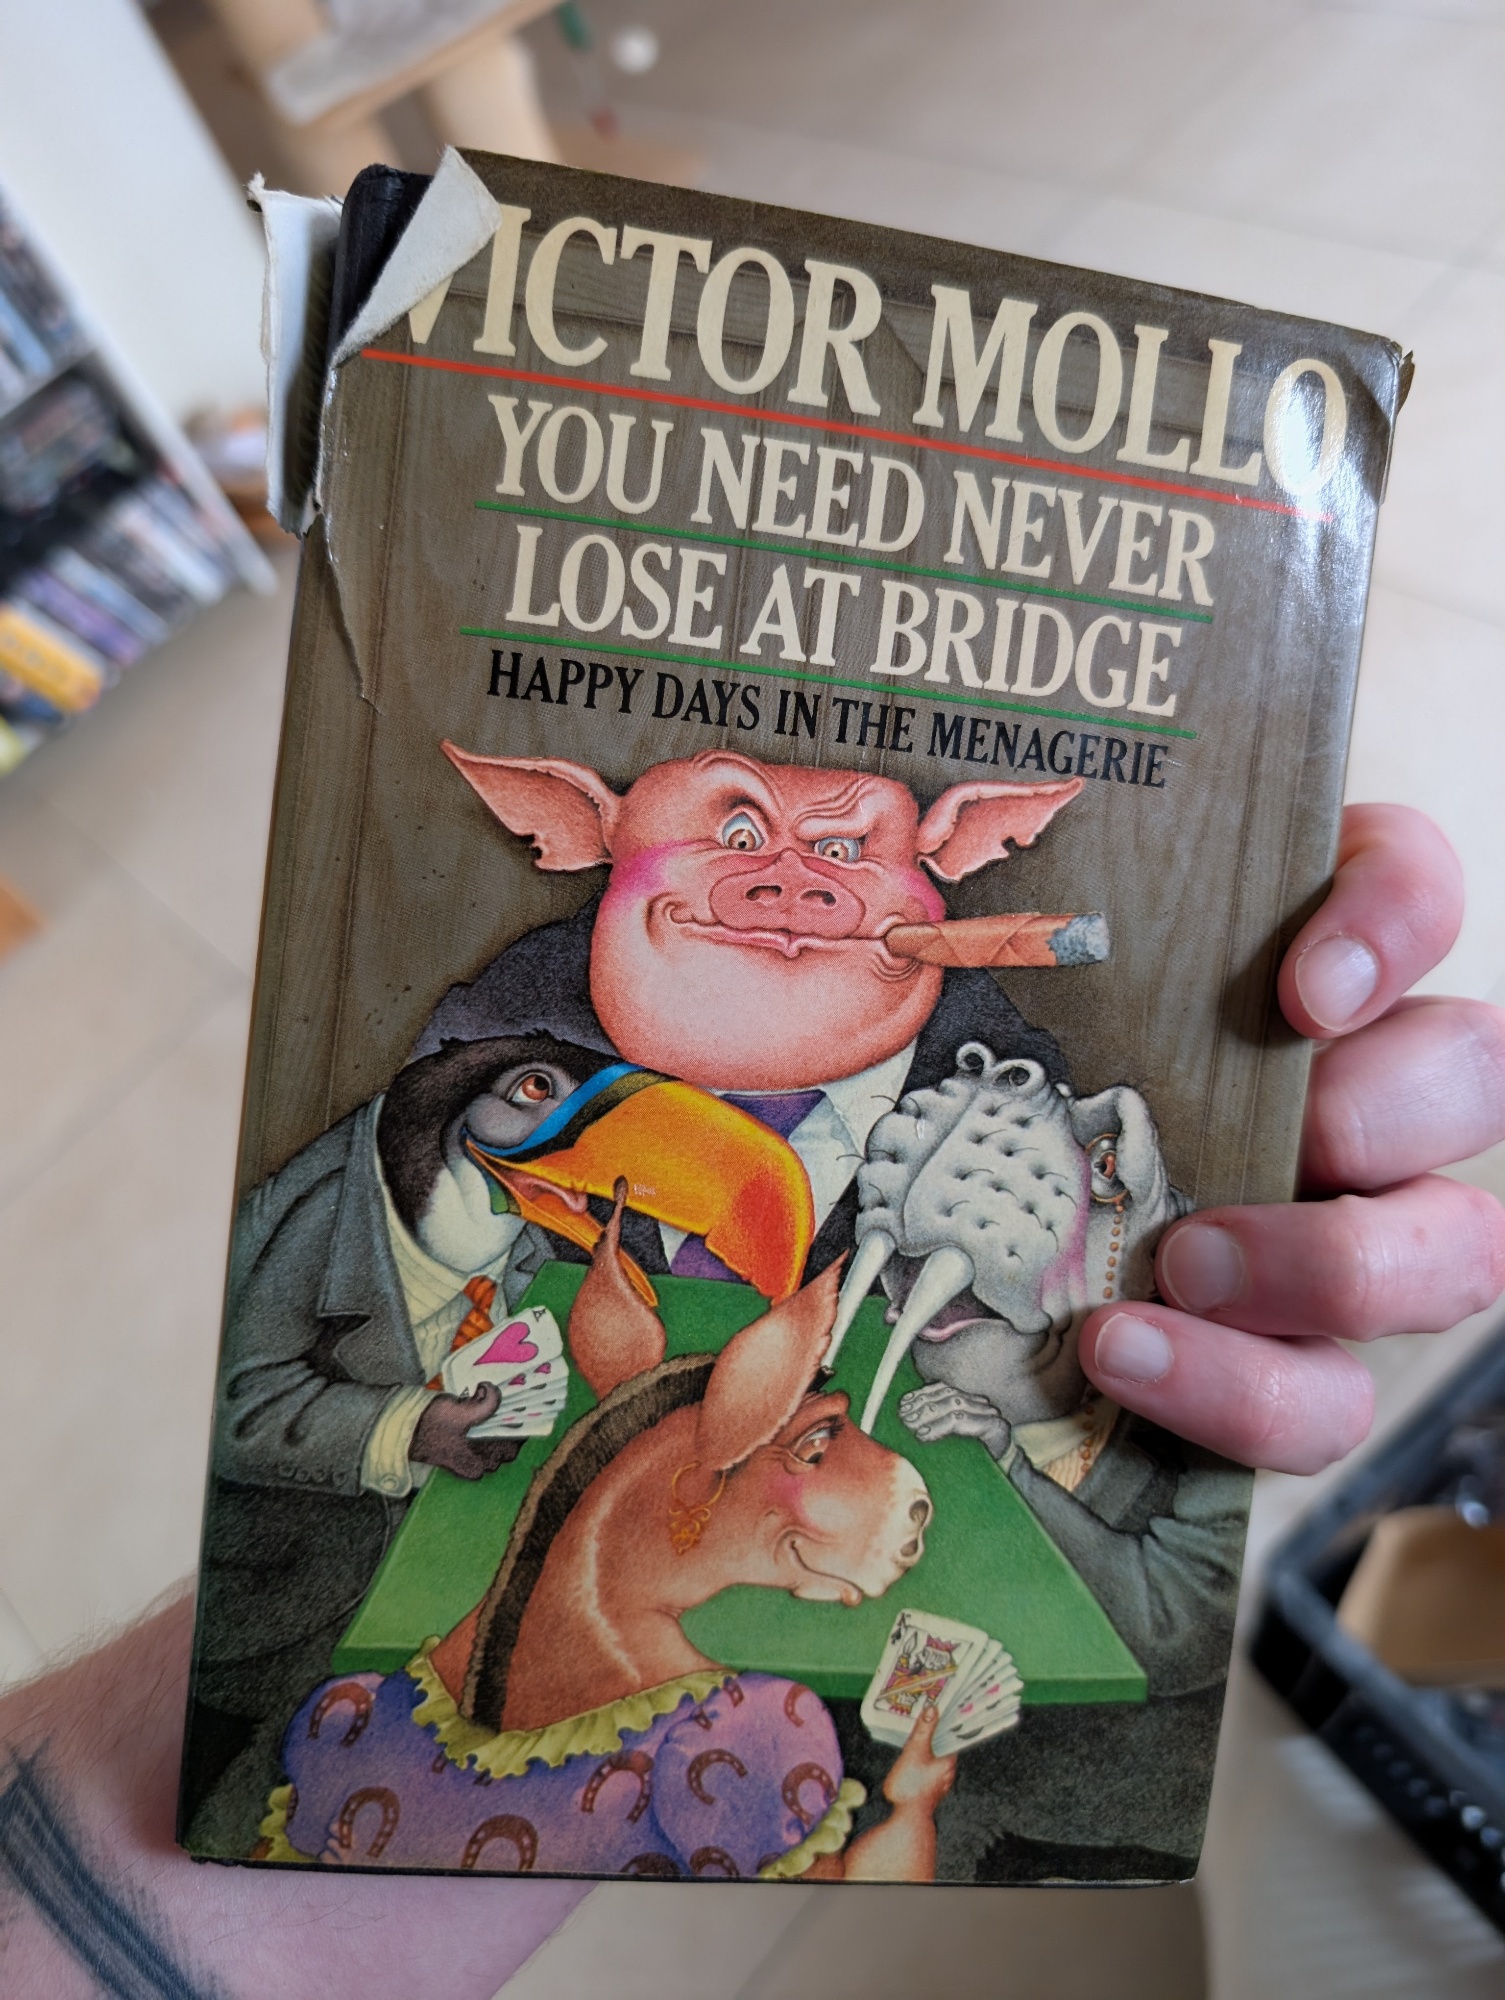 VICTOR MOLLO
YOU NEED NEVER
LOSE AT BRIDGE
HAPPY DAYS IN THE MENAGERIE
A
A